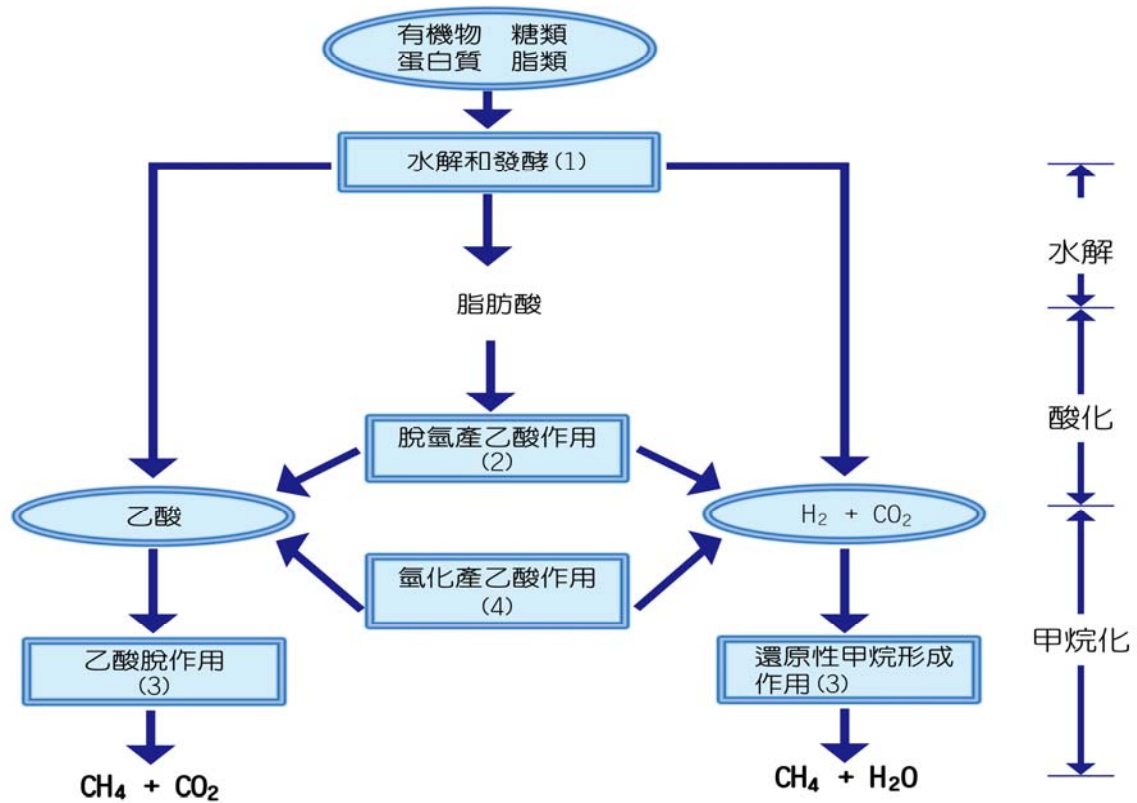 有機物 糖類
蛋白質 脂類
水解和發酵(1)
水解
脂肪酸
酸化
脫氫產乙酸作用
(2)
乙酸
H₂ + CO₂
氫化產乙酸作用
(4)
甲烷化
乙酸脫作用
(3)
還原性甲烷形成
作用(3)
CH₄ + CO₂
CH₄ + H₂O